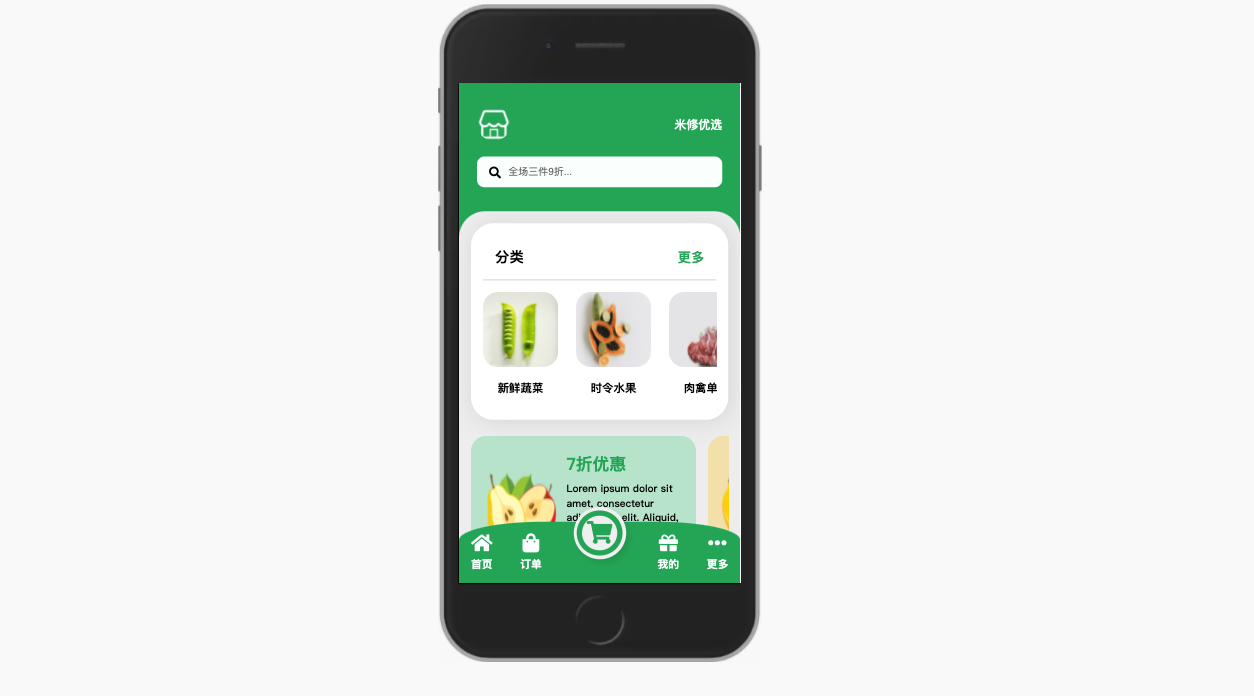 米修优选
全场三件9折...
分类
更多
新鲜蔬菜
时令水果
肉禽单
7折优惠
Lorem ipsum dolor sit
amet, consectetur
elit. Aliquid,
首页
订单
我的
更多